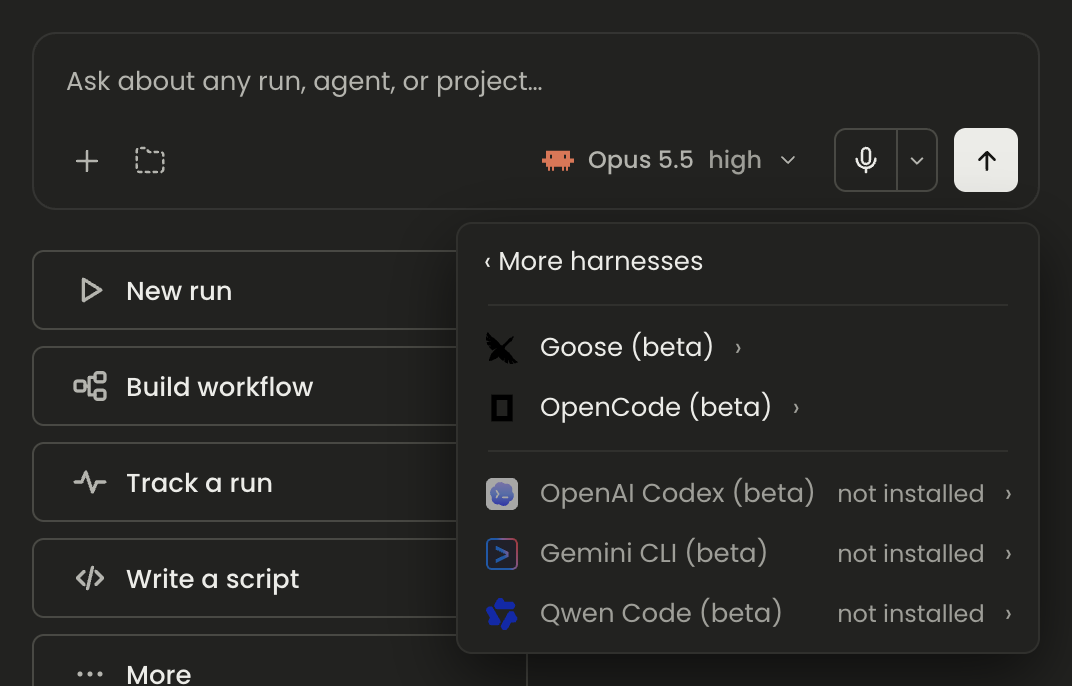 Ask about any run, agent, or project...
Opus 5.5 high
‹ More harnesses
New run
Goose (beta) ›
Build workflow
OpenCode (beta) ›
Track a run
OpenAI Codex (beta) not installed ›
Gemini CLI (beta) not installed ›
Write a script
Qwen Code (beta) not installed ›
More